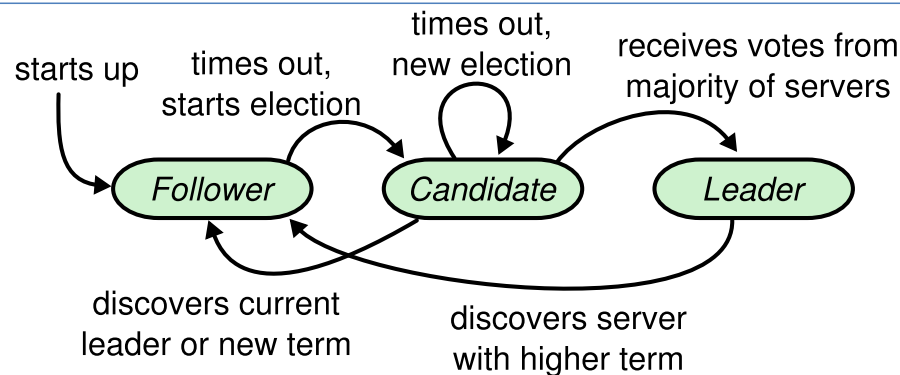 starts up
times out,
starts election
times out,
new election
receives votes from
majority of servers
Follower
Candidate
Leader
discovers current
leader or new term
discovers server
with higher term